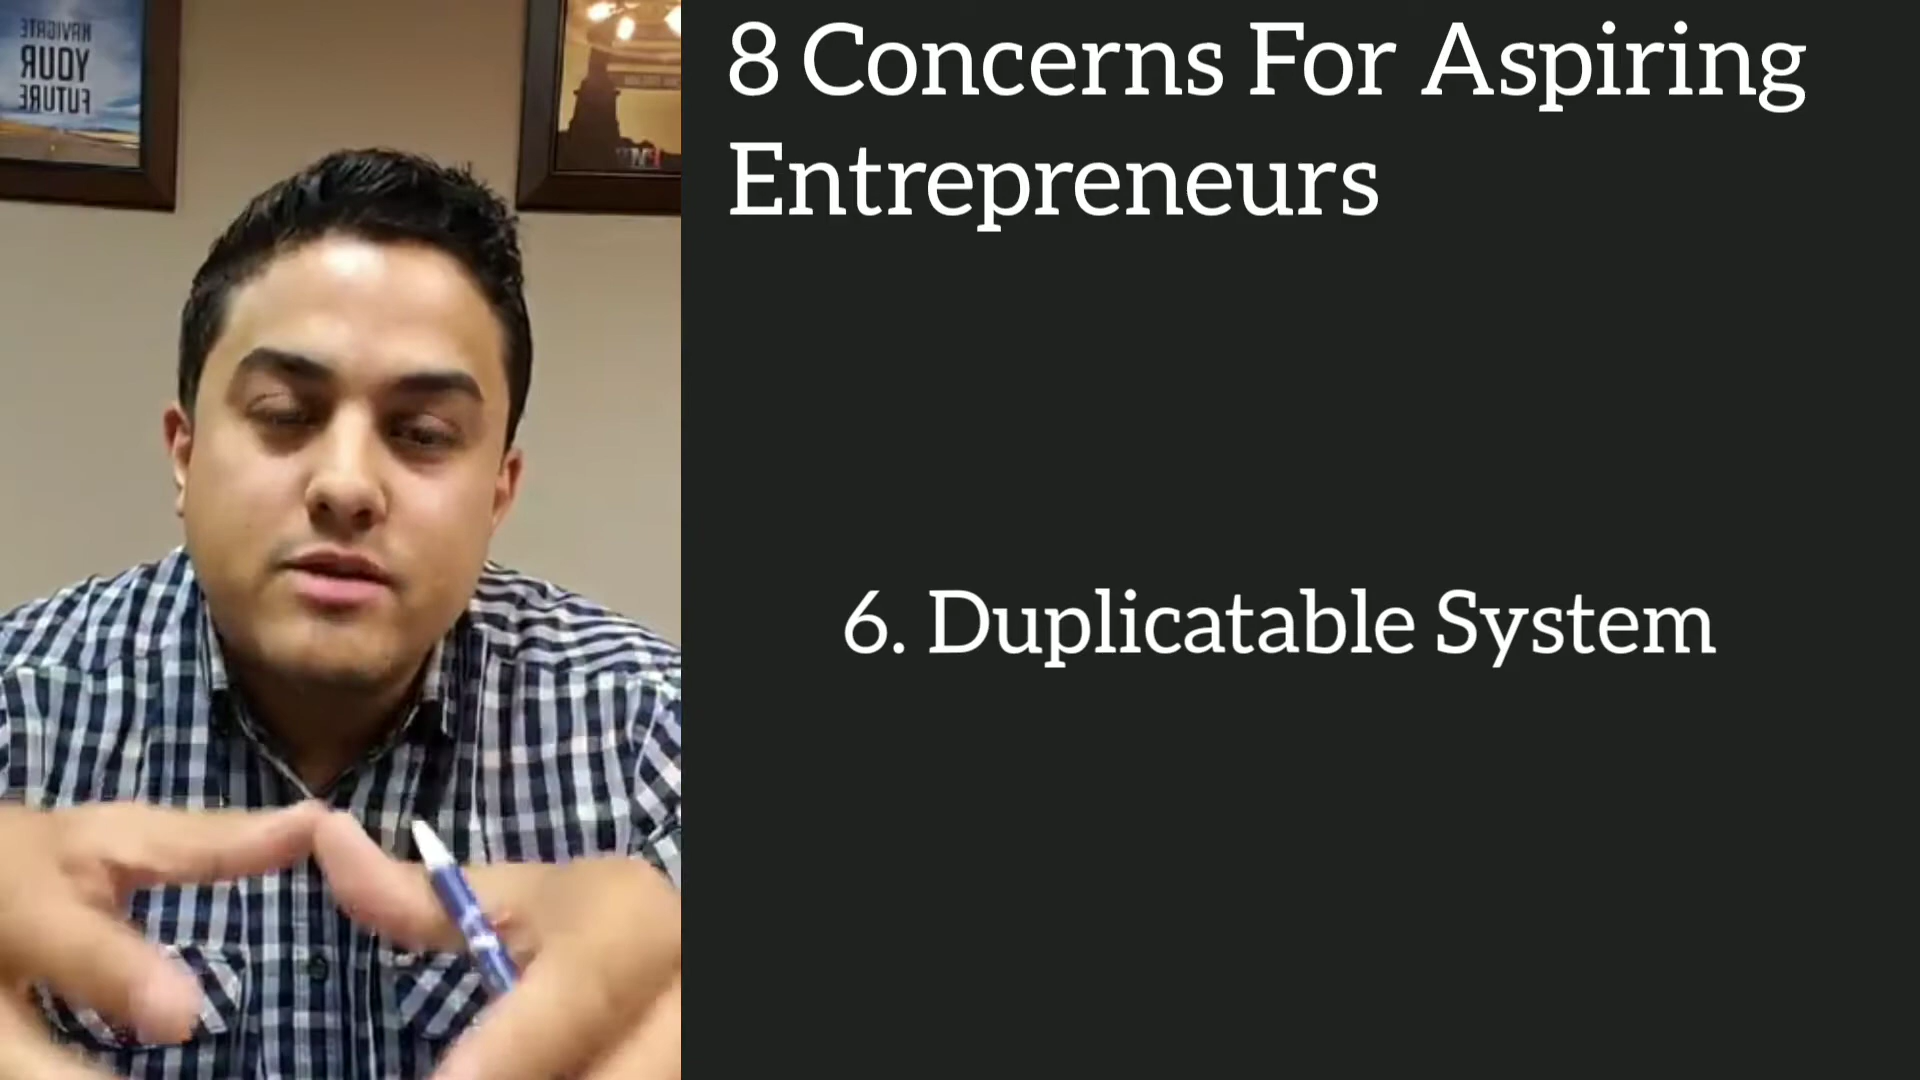 NAVIGATE
YOUR
FUTURE
8 Concerns For Aspiring
Entrepreneurs
6. Duplicatable System